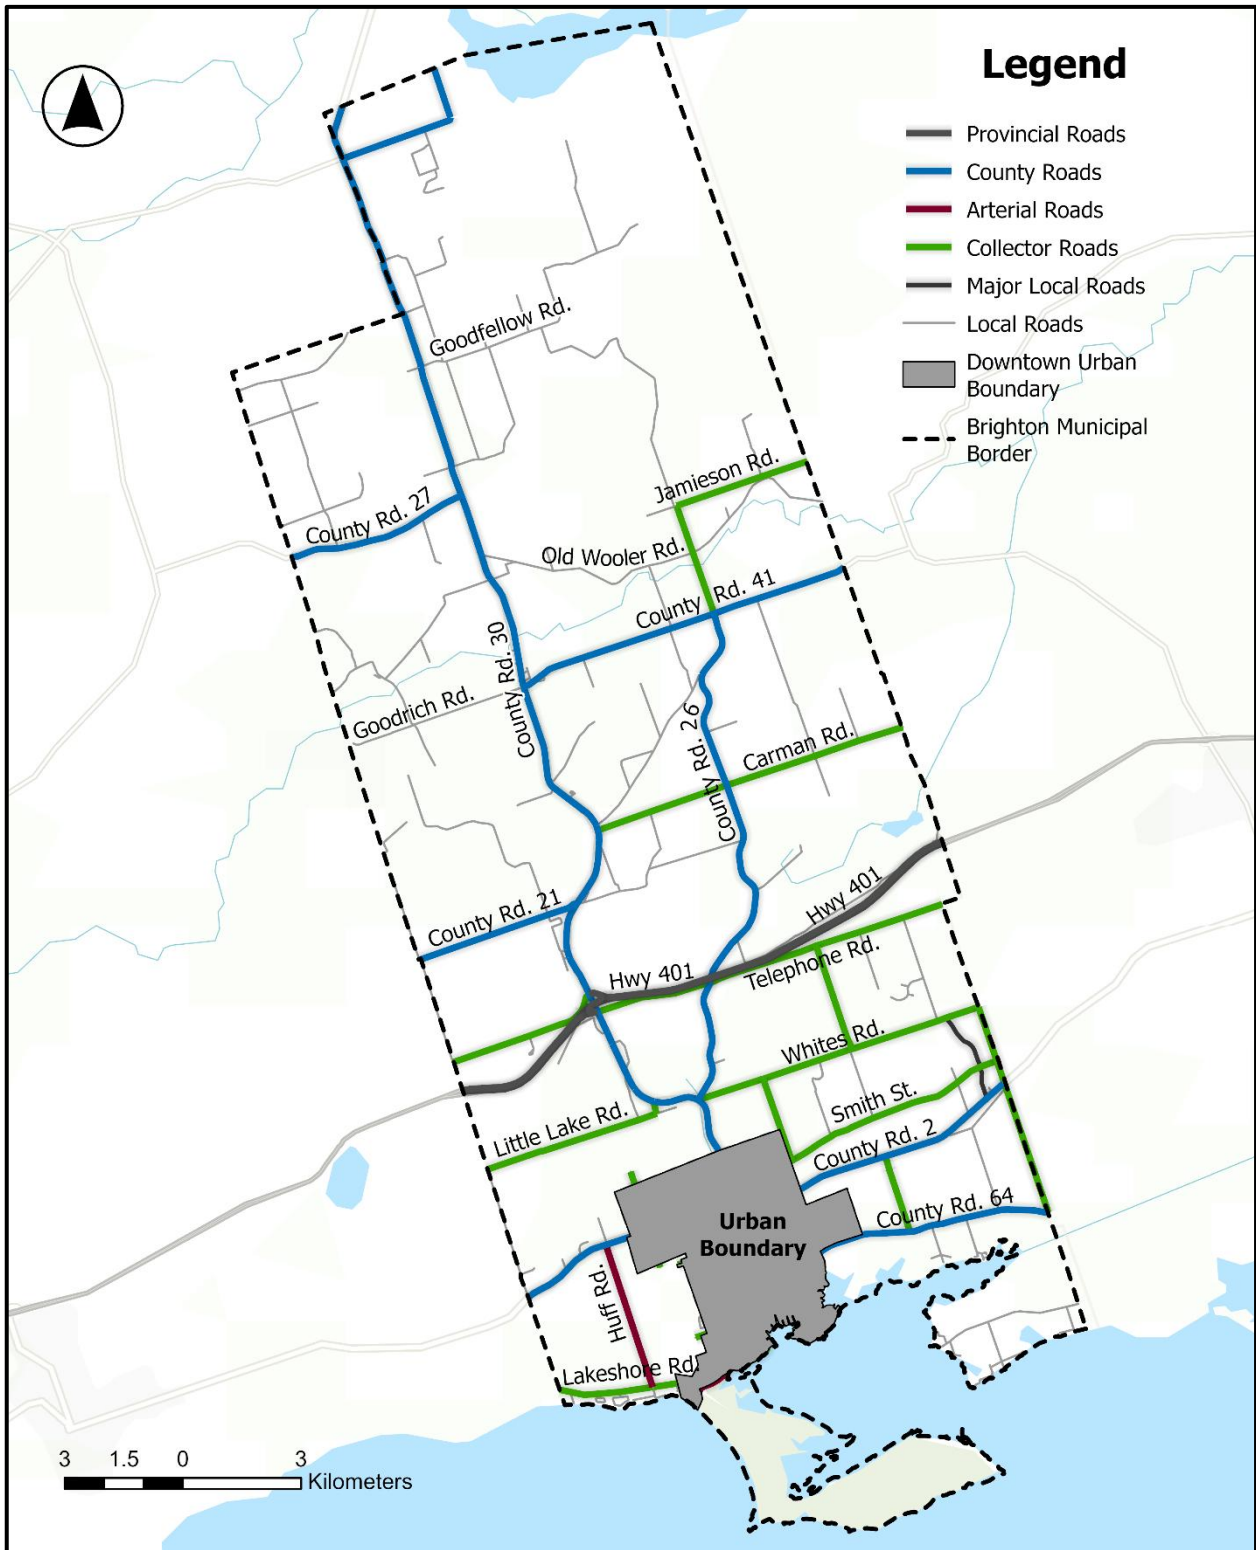 Legend
Provincial Roads
County Roads
Arterial Roads
Collector Roads
Major Local Roads
Local Roads
Downtown Urban
Boundary
Brighton Municipal
Border
Goodfellow Rd.
Jamieson Rd.
County Rd. 27
Old Wooler Rd.
County Rd. 41
County Rd. 30
Goodrich Rd.
County Rd. 26
Carman Rd.
County Rd. 21
Hwy 401
Hwy 401
Telephone Rd.
Whites Rd.
Smith St.
Little Lake Rd.
County Rd. 2
County Rd. 64
Urban
Boundary
Huff Rd.
Lakeshore Rd.
3 1.5 0 3
Kilometers